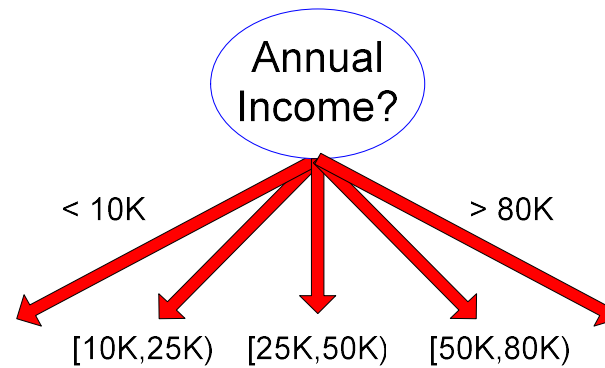 Annual
Income?
< 10K
> 80K
[10K,25K)
[25K,50K)
[50K,80K)